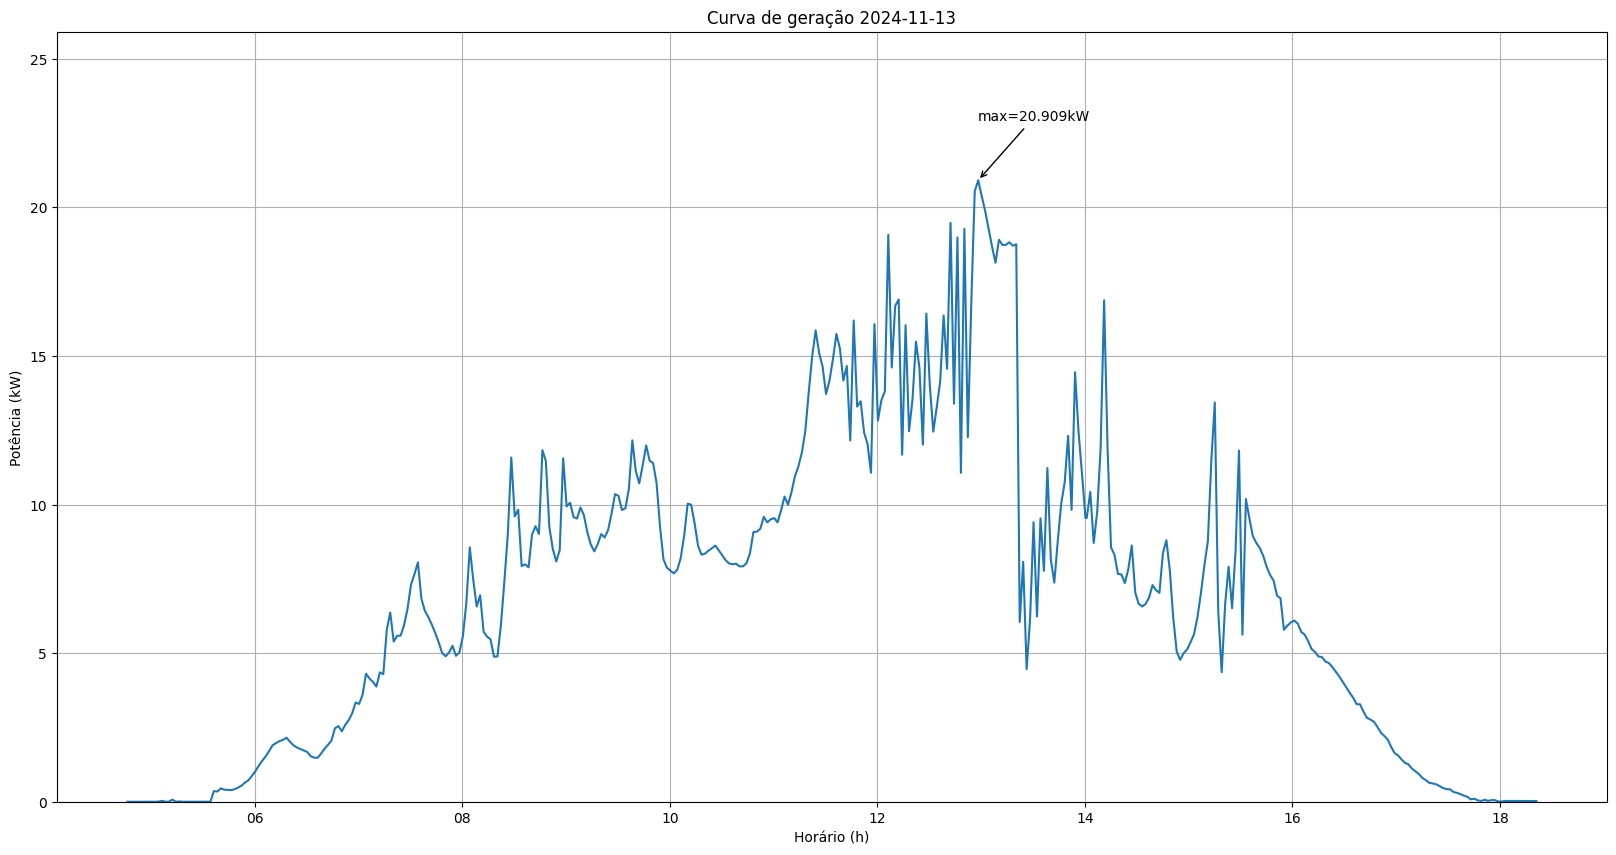 Curva de geração 2024-11-13
max=20.909kW
Potência (kW)
25
20
15
10
5
0
06 08 10 12 14 16 18
Horário (h)